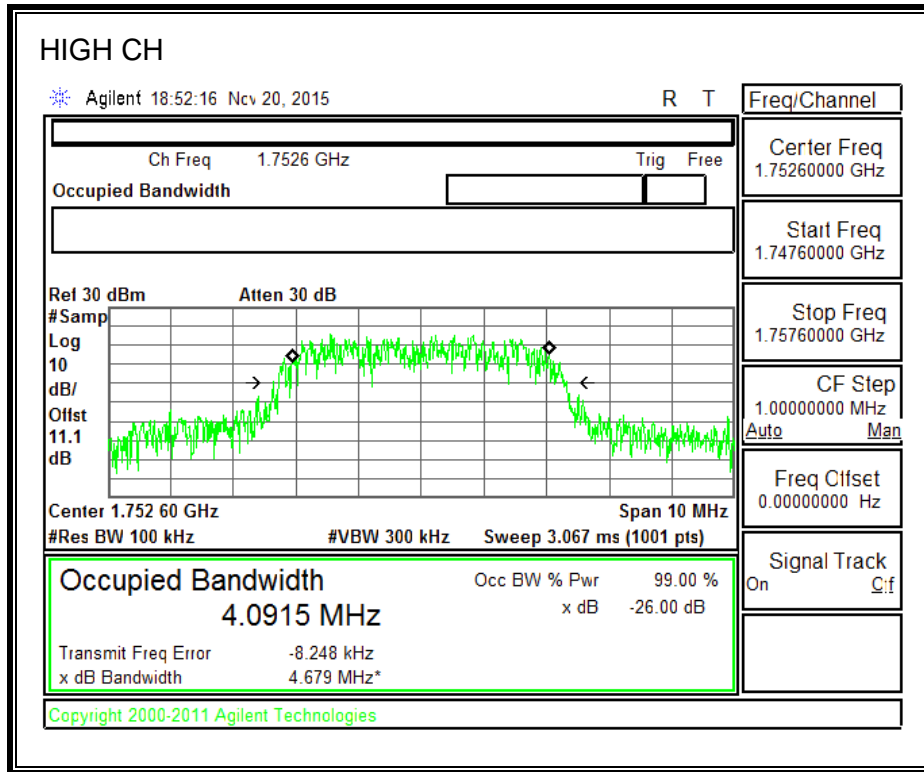 HIGH CH
Agilent 18:52:16 Nov 20, 2015 R T
Freq/Channel
Ch Freq 1.7526 GHz Trig Free
Occupied Bandwidth
Center Freq
1.75260000 GHz
Start Freq
1.74760000 GHz
Stop Freq
1.75760000 GHz
CF Step
1.00000000 MHz
Auto Man
Freq Offset
0.00000000 Hz
Signal Track
On Off
Ref 30 dBm Atten 30 dB
#Samp
Log
10
dB/
Offst
11.1
dB
Center 1.752 60 GHz Span 10 MHz
#Res BW 100 kHz #VBW 300 kHz Sweep 3.067 ms (1001 pts)
Occupied Bandwidth
4.0915 MHz
Occ BW % Pwr 99.00 %
x dB -26.00 dB
Transmit Freq Error -8.248 kHz
x dB Bandwidth 4.679 MHz*
Copyright 2000-2011 Agilent Technologies